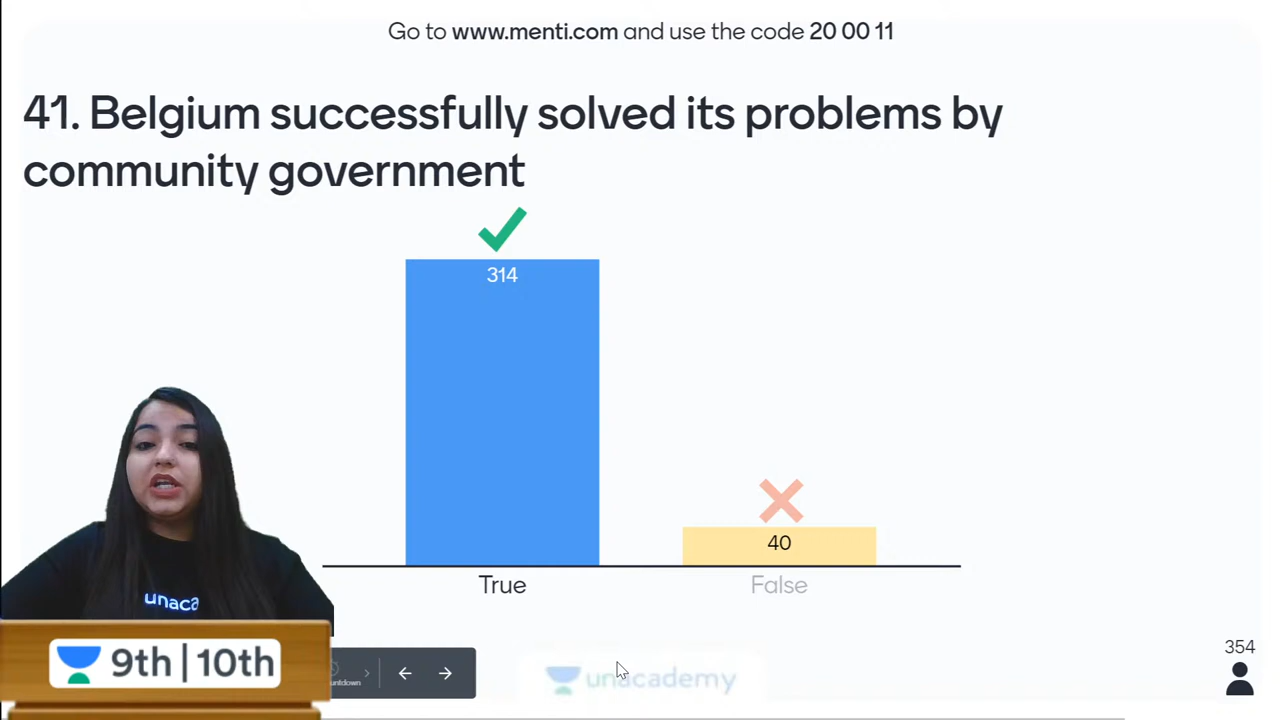 Go to www.menti.com and use the code 20 00 11
41. Belgium successfully solved its problems by
community government
314
40
True
False
unaca
9th | 10th
untdown
unacademy
354